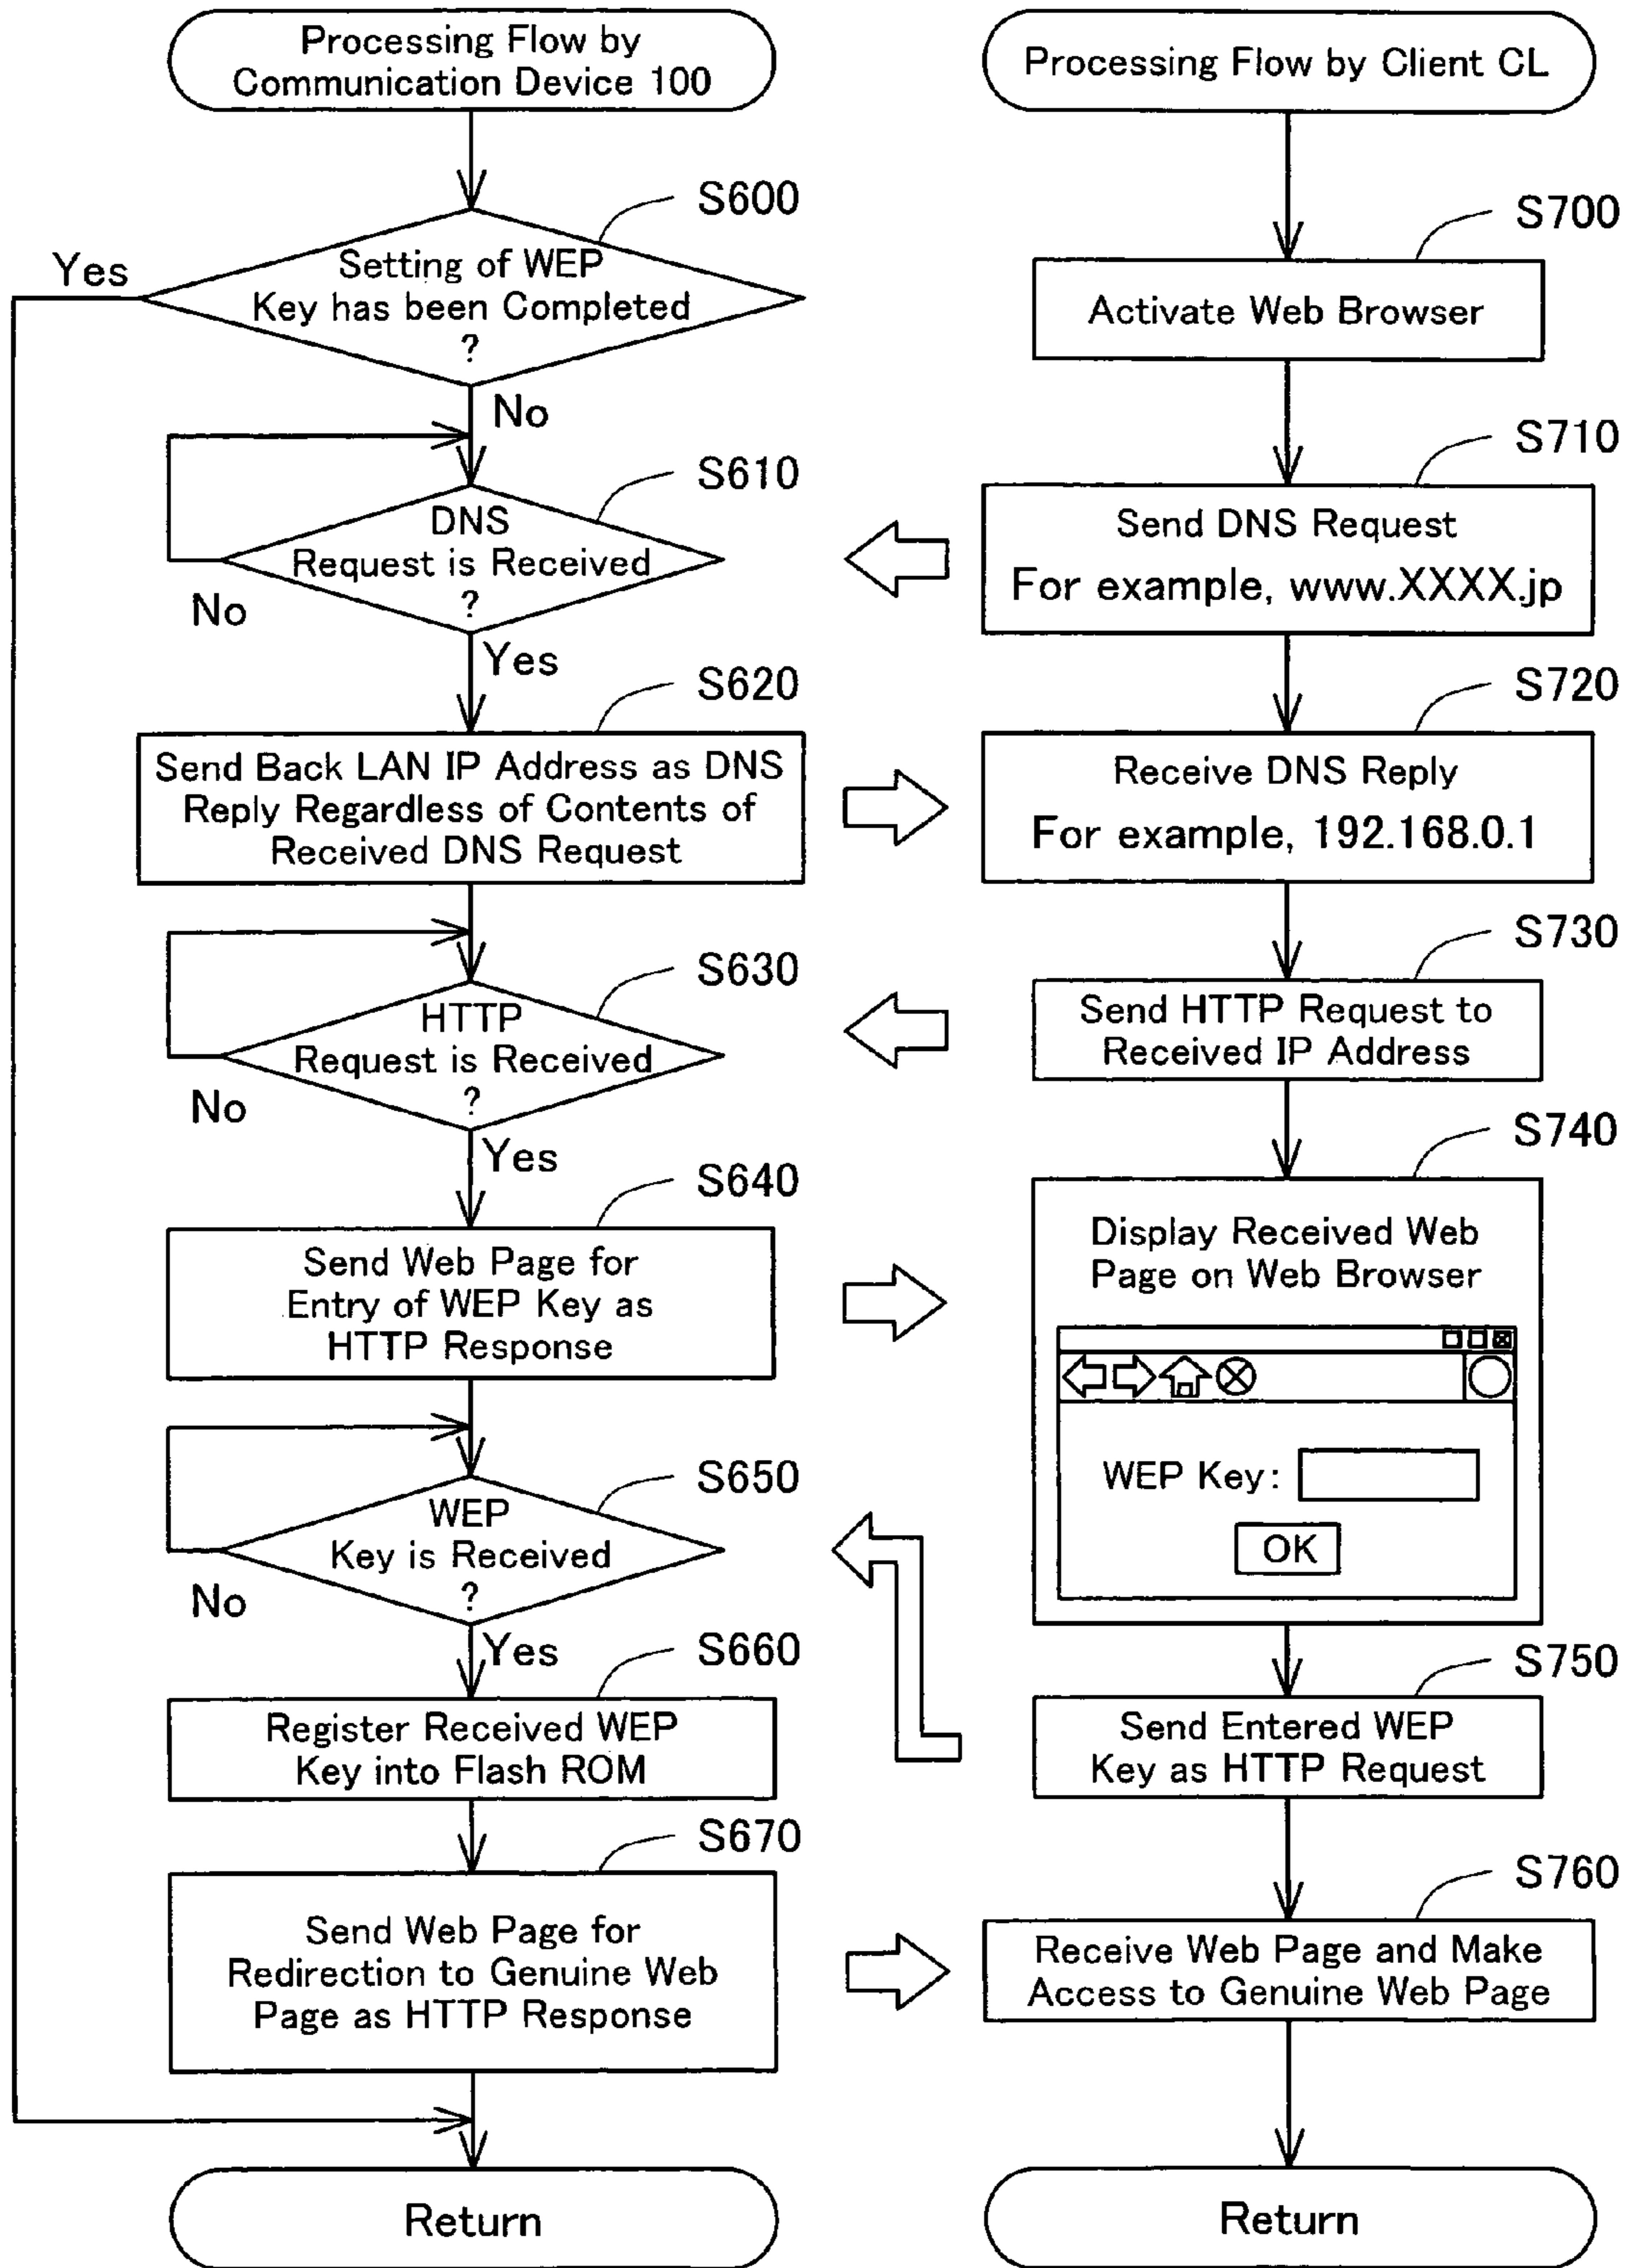 Processing Flow by
Communication Device 100
S600
Setting of WEP
Key has been Completed
?
Yes
No
S610
DNS
Request is Received
?
No
Yes
S620
Send Back LAN IP Address as DNS
Reply Regardless of Contents of
Received DNS Request
S630
HTTP
Request is Received
?
No
Yes
S640
Send Web Page for
Entry of WEP Key as
HTTP Response
S650
WEP
Key is Received
?
No
Yes
S660
Register Received WEP
Key into Flash ROM
S670
Send Web Page for
Redirection to Genuine Web
Page as HTTP Response
Return
Processing Flow by Client CL
S700
Activate Web Browser
S710
Send DNS Request
For example, www.XXXX.jp
S720
Receive DNS Reply
For example, 192.168.0.1
S730
Send HTTP Request to
Received IP Address
S740
Display Received Web
Page on Web Browser
WEP Key:
OK
S750
Send Entered WEP
Key as HTTP Request
S760
Receive Web Page and Make
Access to Genuine Web Page
Return